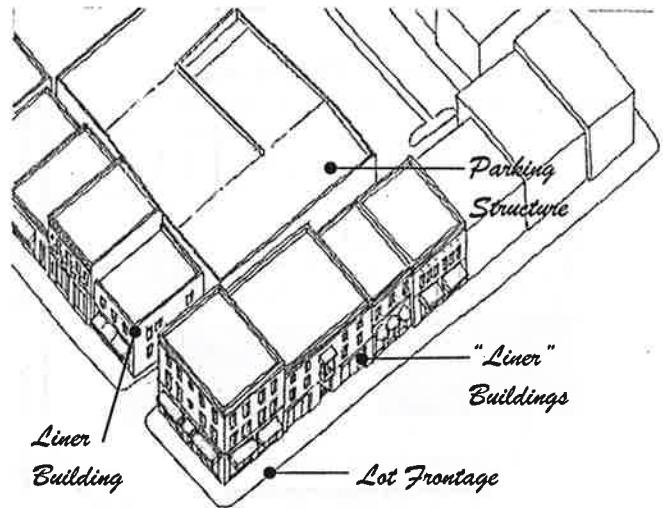 Parking
Structure
"Liner"
Buildings
Liner
Building
Lot Frontage